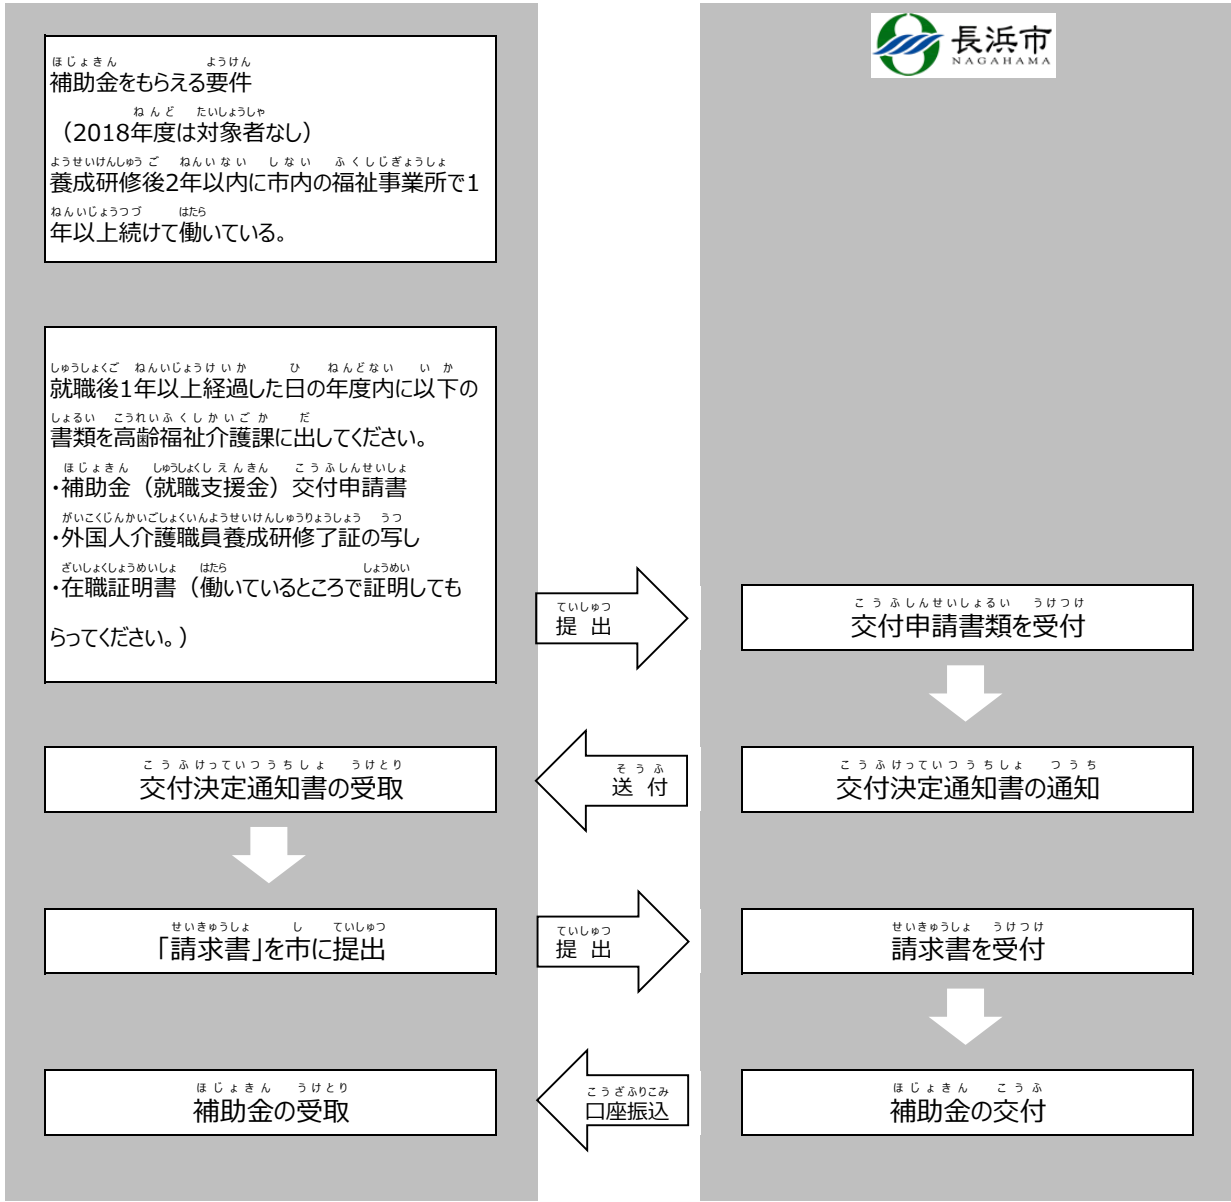 長浜市
NAGAHAMA
ほじょきん ようけん
補助金をもらえる要件
ねんど たいしょうしゃ
（2018年度は対象者なし）
ようせいけんしゅうご ねんいない しない ふくしじぎょうしょ
養成研修後2年以内に市内の福祉事業所で1
ねんいじょうつづ はたら
年以上続けて働いている。
しゅうしょくご ねんいじょうけいか ひ ねんどない いか
就職後1年以上経過した日の年度内に以下の
しょるい こうれいふくしかいごか だ
書類を高齢福祉介護課に出してください。
ほじょきん しゅうしょくしえんきん こうふしんせいしょ
・補助金（就職支援金）交付申請書
がいこくじんかいごしょくいんようせいけんしゅうりょうしょう うつ
・外国人介護職員養成研修了証の写し
ざいしょくしょうめいしょ はたら しょうめい
・在職証明書（働いているところで証明しても
らってください。）
ていしゅつ
提 出
こうふしんせいしょるい うけつけ
交付申請書類を受付
こうふけっていつうちしょ うけとり
交付決定通知書の受取
そうふ
送 付
こうふけっていつうちしょ つうち
交付決定通知書の通知
せいきゅうしょ し ていしゅつ
「請求書」を市に提出
ていしゅつ
提 出
せいきゅうしょ うけつけ
請求書を受付
ほじょきん うけとり
補助金の受取
こうざふりこみ
口座振込
ほじょきん こうふ
補助金の交付